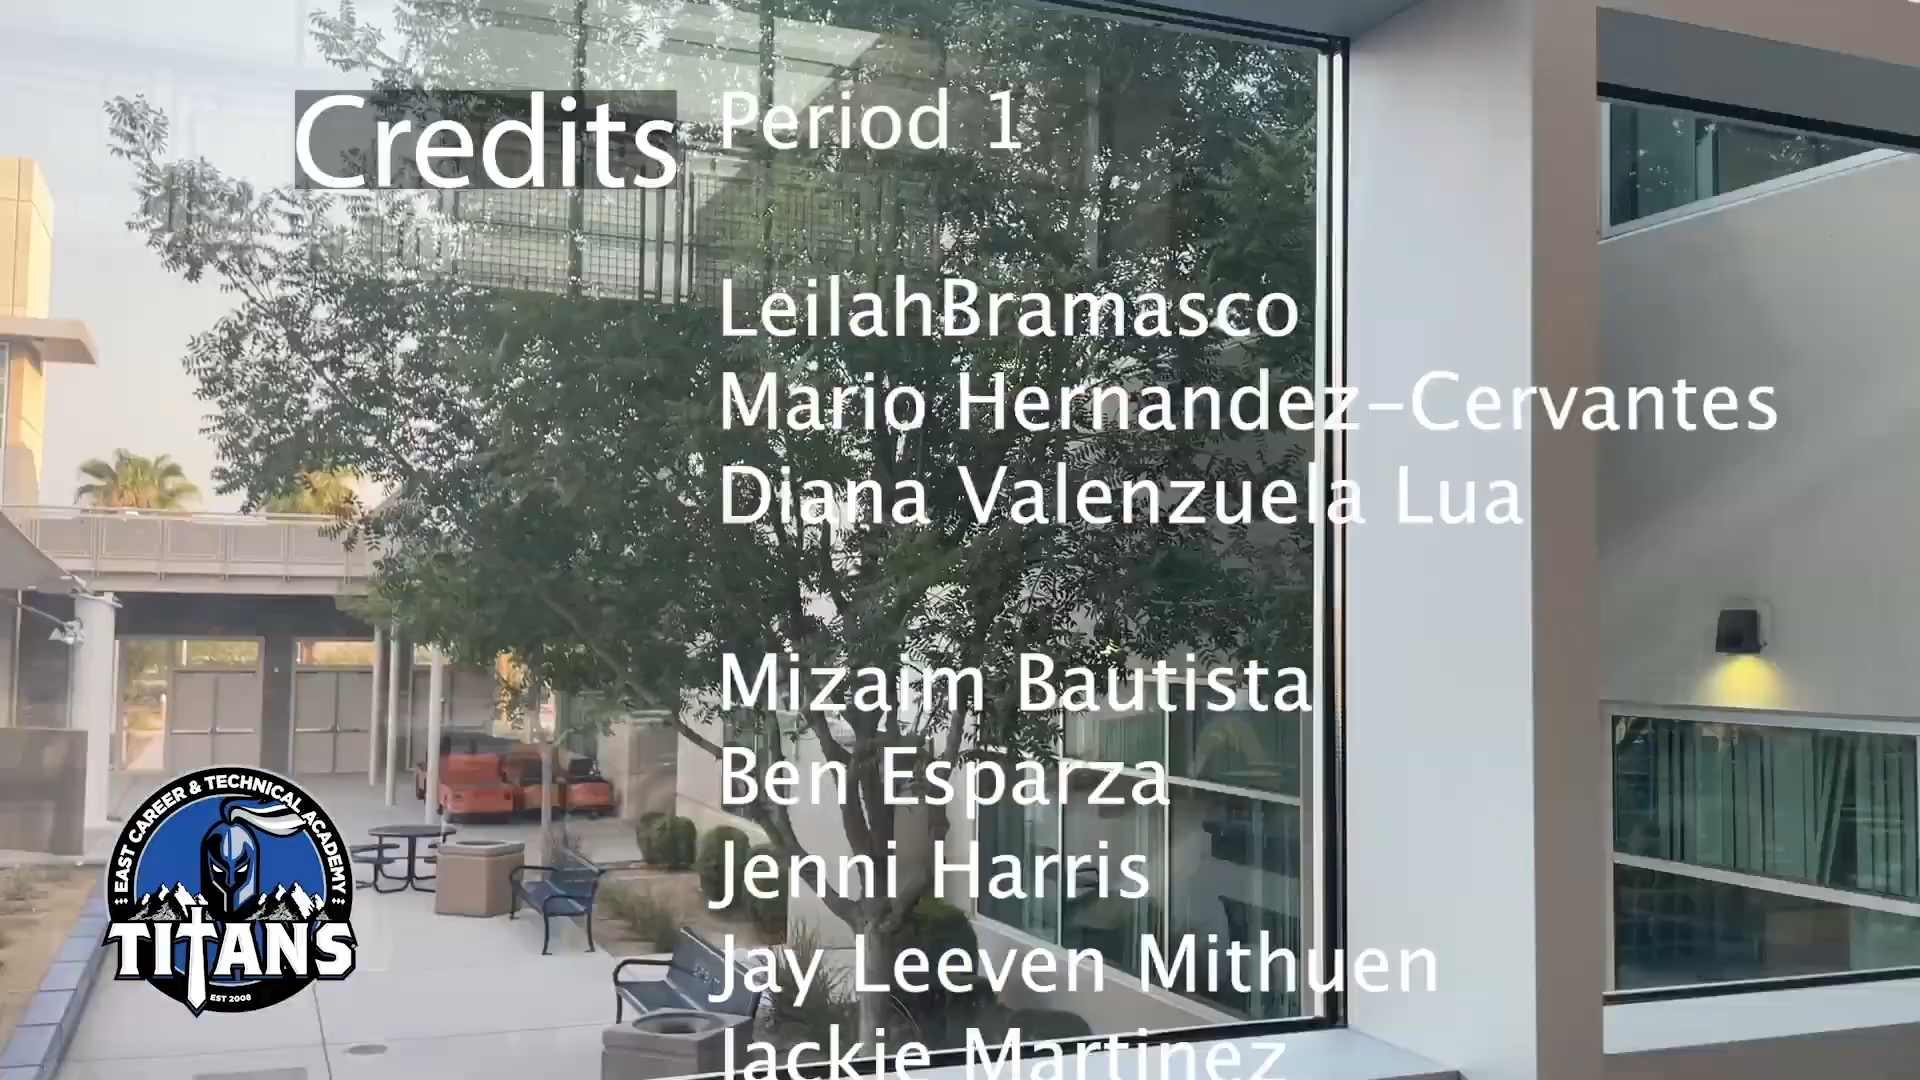 Credits
Period 1
LeilahBramasco
Mario Hernandez-Cervantes
Diana Valenzuela Lua
Mizaim Bautista
Ben Esparza
Jenni Harris
Jay Leeven Mithuen
Jackie Martinez
EAST CAREER & TECHNICAL ACADEMY
TITANS
EST 2008